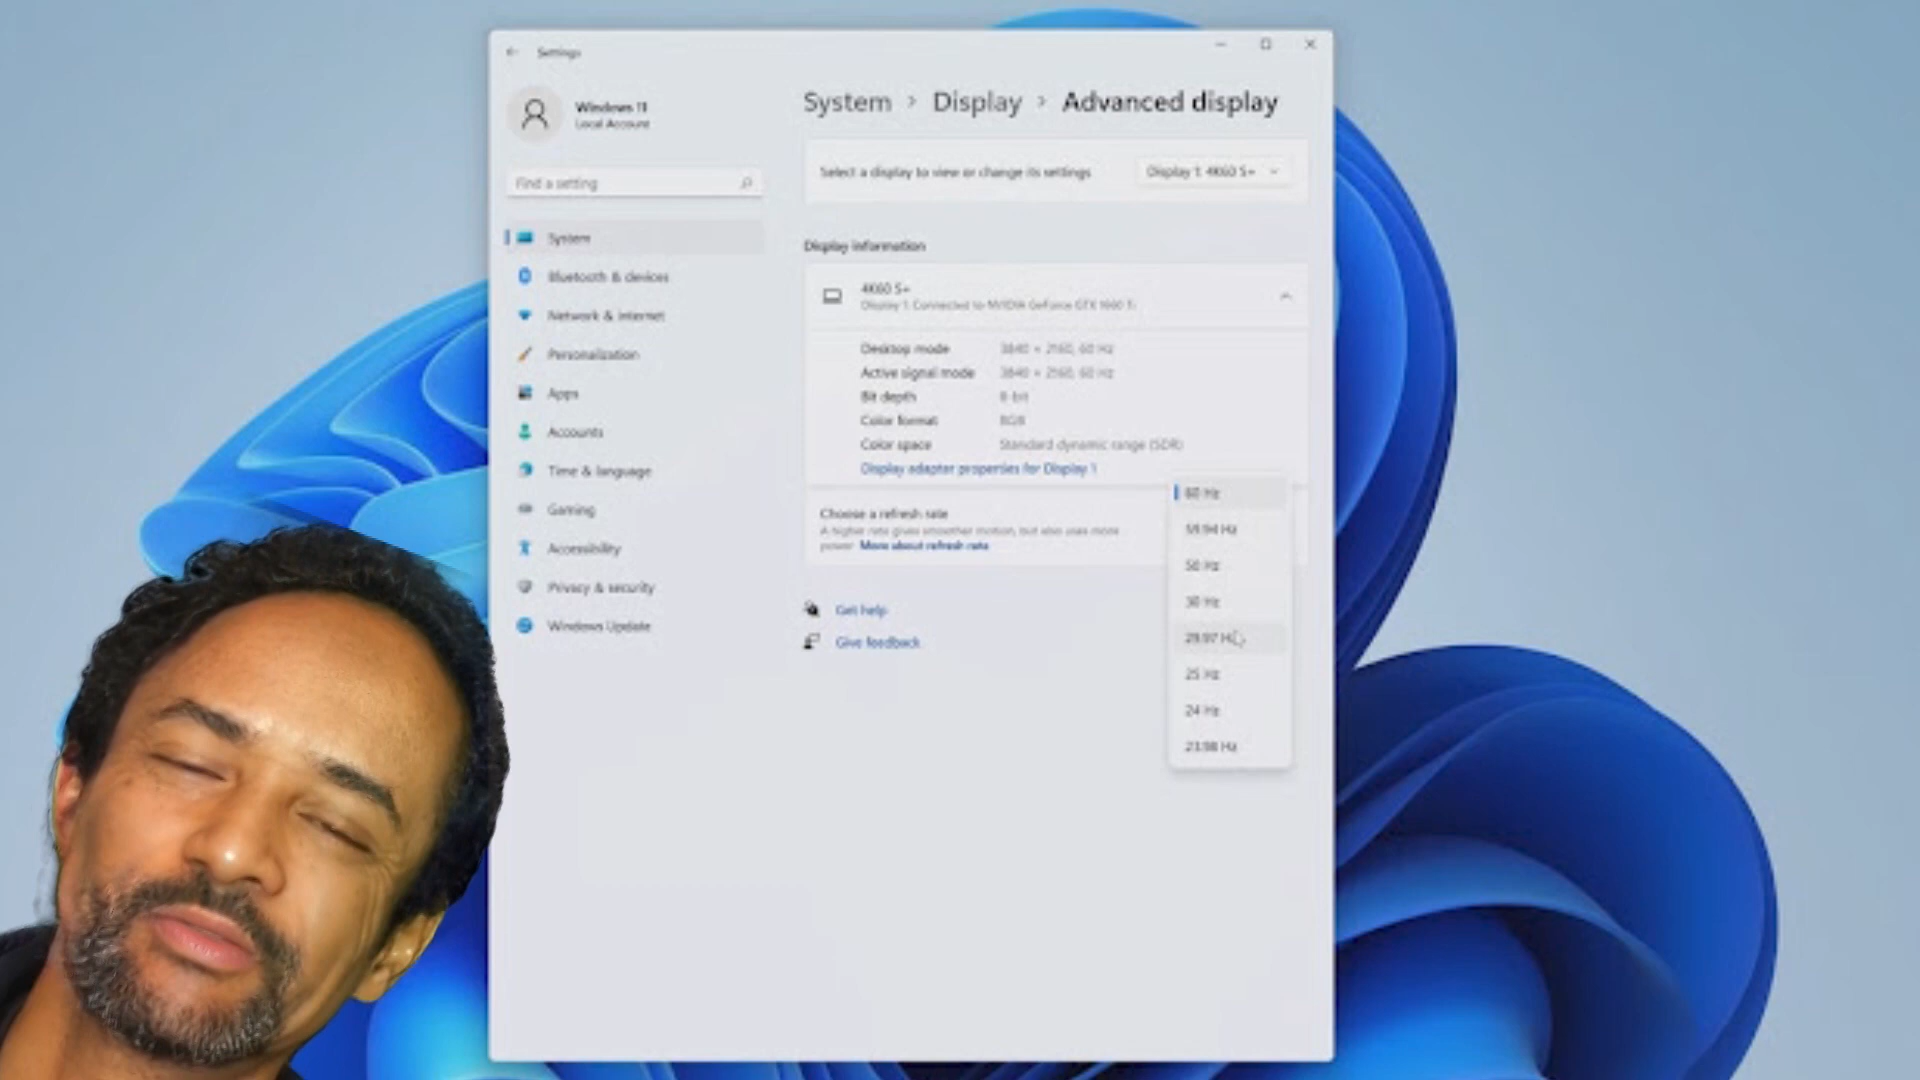 Settings
Windows 11
Local Account
Find a setting
System
Bluetooth & devices
Network & internet
Personalization
Apps
Accounts
Time & language
Gaming
Accessibility
Privacy & security
Windows Update
System > Display > Advanced display
Select a display to view or change its settings
Display 1: 4K60 S+
Display information
4K60 S+
Display 1: Connected to NVIDIA GeForce GTX 1660 Ti
Desktop mode 3840 × 2160, 60 Hz
Active signal mode 3840 × 2160, 60 Hz
Bit depth 8-bit
Color format RGB
Color space Standard dynamic range (SDR)
Display adapter properties for Display 1
Choose a refresh rate
A higher rate gives smoother motion, but also uses more
power More about refresh rate
60 Hz
59.94 Hz
50 Hz
30 Hz
29.97 Hz
25 Hz
24 Hz
23.98 Hz
Get help
Give feedback